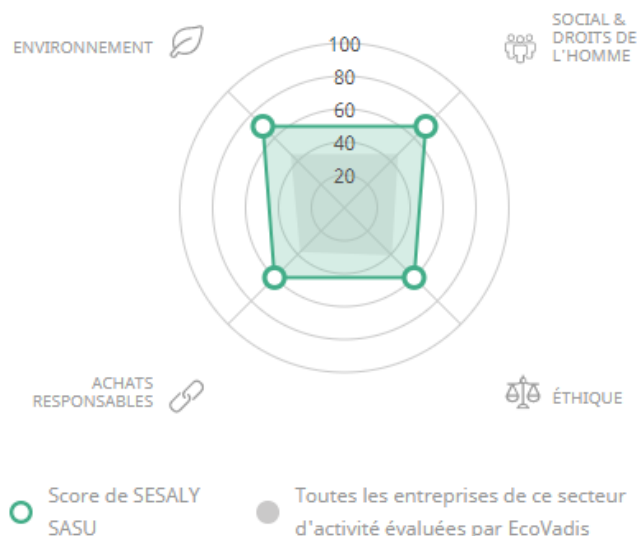 ENVIRONNEMENT
SOCIAL &
DROITS DE
L'HOMME
100
80
60
40
20
ACHATS
RESPONSABLES
ÉTHIQUE
Score de SESALY
SASU
Toutes les entreprises de ce secteur
d'activité évaluées par EcoVadis